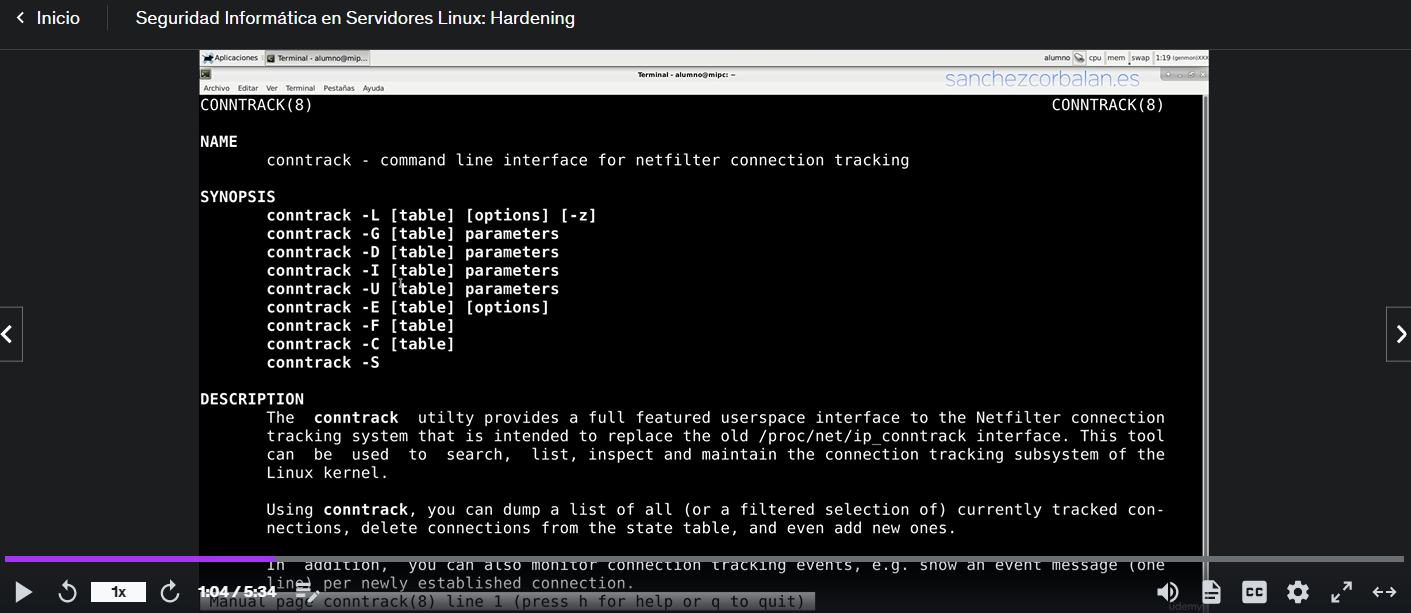 Inicio
Seguridad Informática en Servidores Linux: Hardening
Aplicaciones
Terminal - alumno@mip...
alumno
cpu
mem
swap
1:19 (genmon)XXX
Terminal - alumno@mipc: ~
sanchezcorbalan.es
Archivo Editar Ver Terminal Pestañas Ayuda
CONNTRACK(8) CONNTRACK(8)
NAME
conntrack - command line interface for netfilter connection tracking
SYNOPSIS
conntrack -L [table] [options] [-z]
conntrack -G [table] parameters
conntrack -D [table] parameters
conntrack -I [table] parameters
conntrack -U [table] parameters
conntrack -E [table] [options]
conntrack -F [table]
conntrack -C [table]
conntrack -S
DESCRIPTION
The conntrack utilty provides a full featured userspace interface to the Netfilter connection
tracking system that is intended to replace the old /proc/net/ip_conntrack interface. This tool
can be used to search, list, inspect and maintain the connection tracking subsystem of the
Linux kernel.
Using conntrack, you can dump a list of all (or a filtered selection of) currently tracked con-
nections, delete connections from the state table, and even add new ones.
In addition, you can also monitor connection tracking events, e.g. show an event message (one
line) per newly established connection.
Manual page conntrack(8) line 1 (press h for help or q to quit)
1x
1:04 / 5:34
CC
udemy